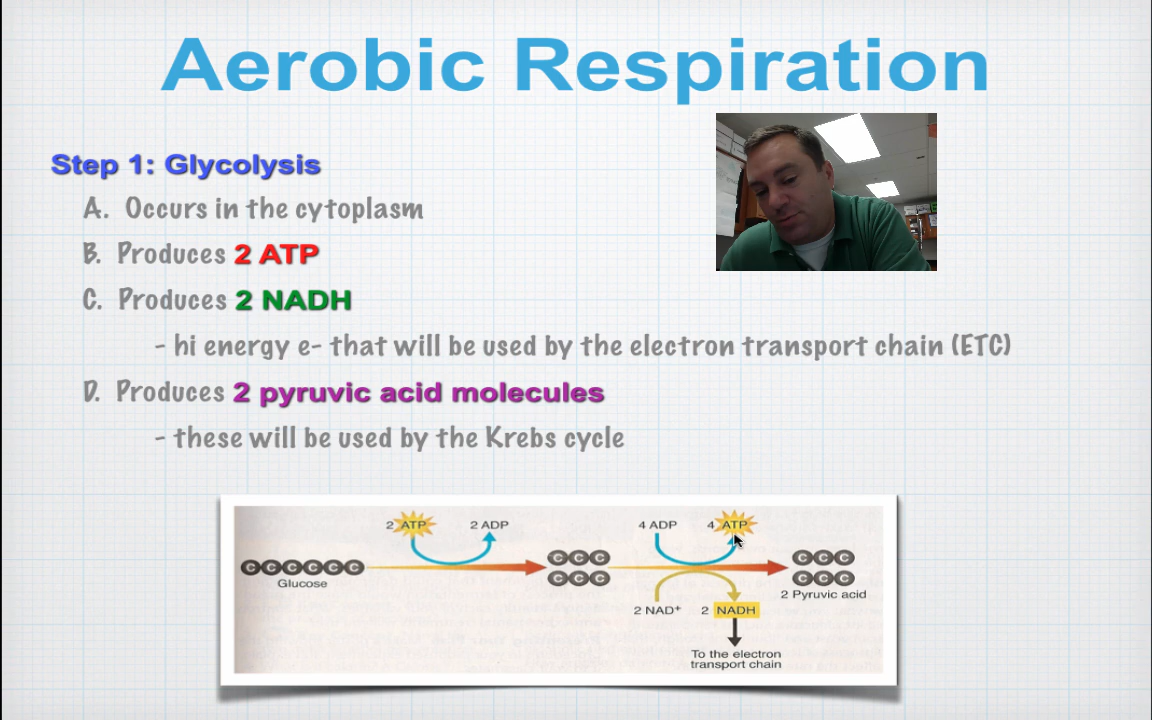 Aerobic Respiration
Step 1: Glycolysis
A. Occurs in the cytoplasm
B. Produces 2 ATP
C. Produces 2 NADH
- hi energy e- that will be used by the electron transport chain (ETC)
D. Produces 2 pyruvic acid molecules
- these will be used by the Krebs cycle
2 ATP 2 ADP 4 ADP 4 ATP
C C C C C C C C C C C C
C C C C C C
Glucose
2 Pyruvic acid
2 NAD+ 2 NADH
To the electron
transport chain